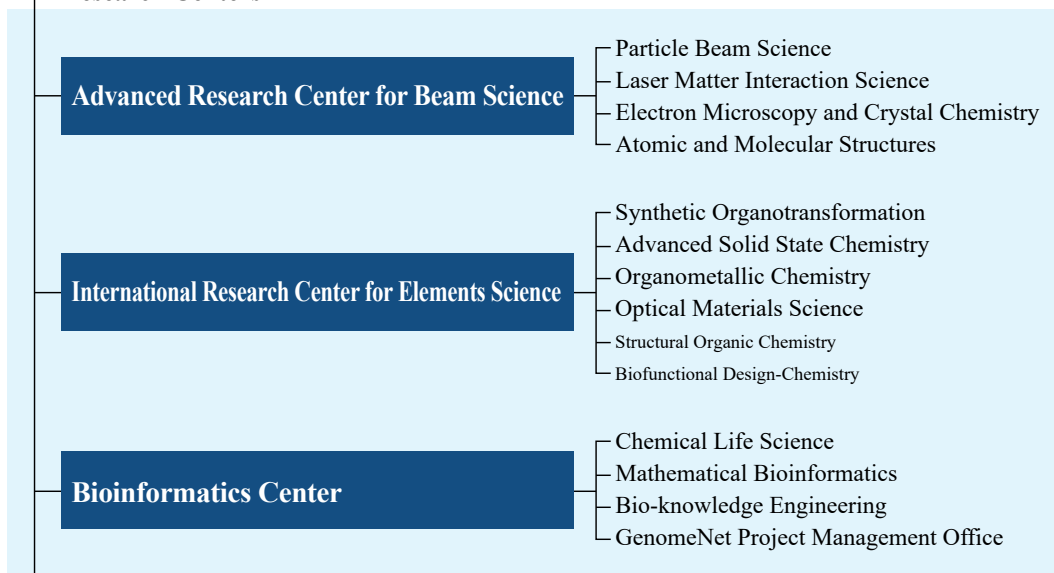 Advanced Research Center for Beam Science
Particle Beam Science
Laser Matter Interaction Science
Electron Microscopy and Crystal Chemistry
Atomic and Molecular Structures
International Research Center for Elements Science
Synthetic Organotransformation
Advanced Solid State Chemistry
Organometallic Chemistry
Optical Materials Science
Structural Organic Chemistry
Biofunctional Design-Chemistry
Bioinformatics Center
Chemical Life Science
Mathematical Bioinformatics
Bio-knowledge Engineering
GenomeNet Project Management Office